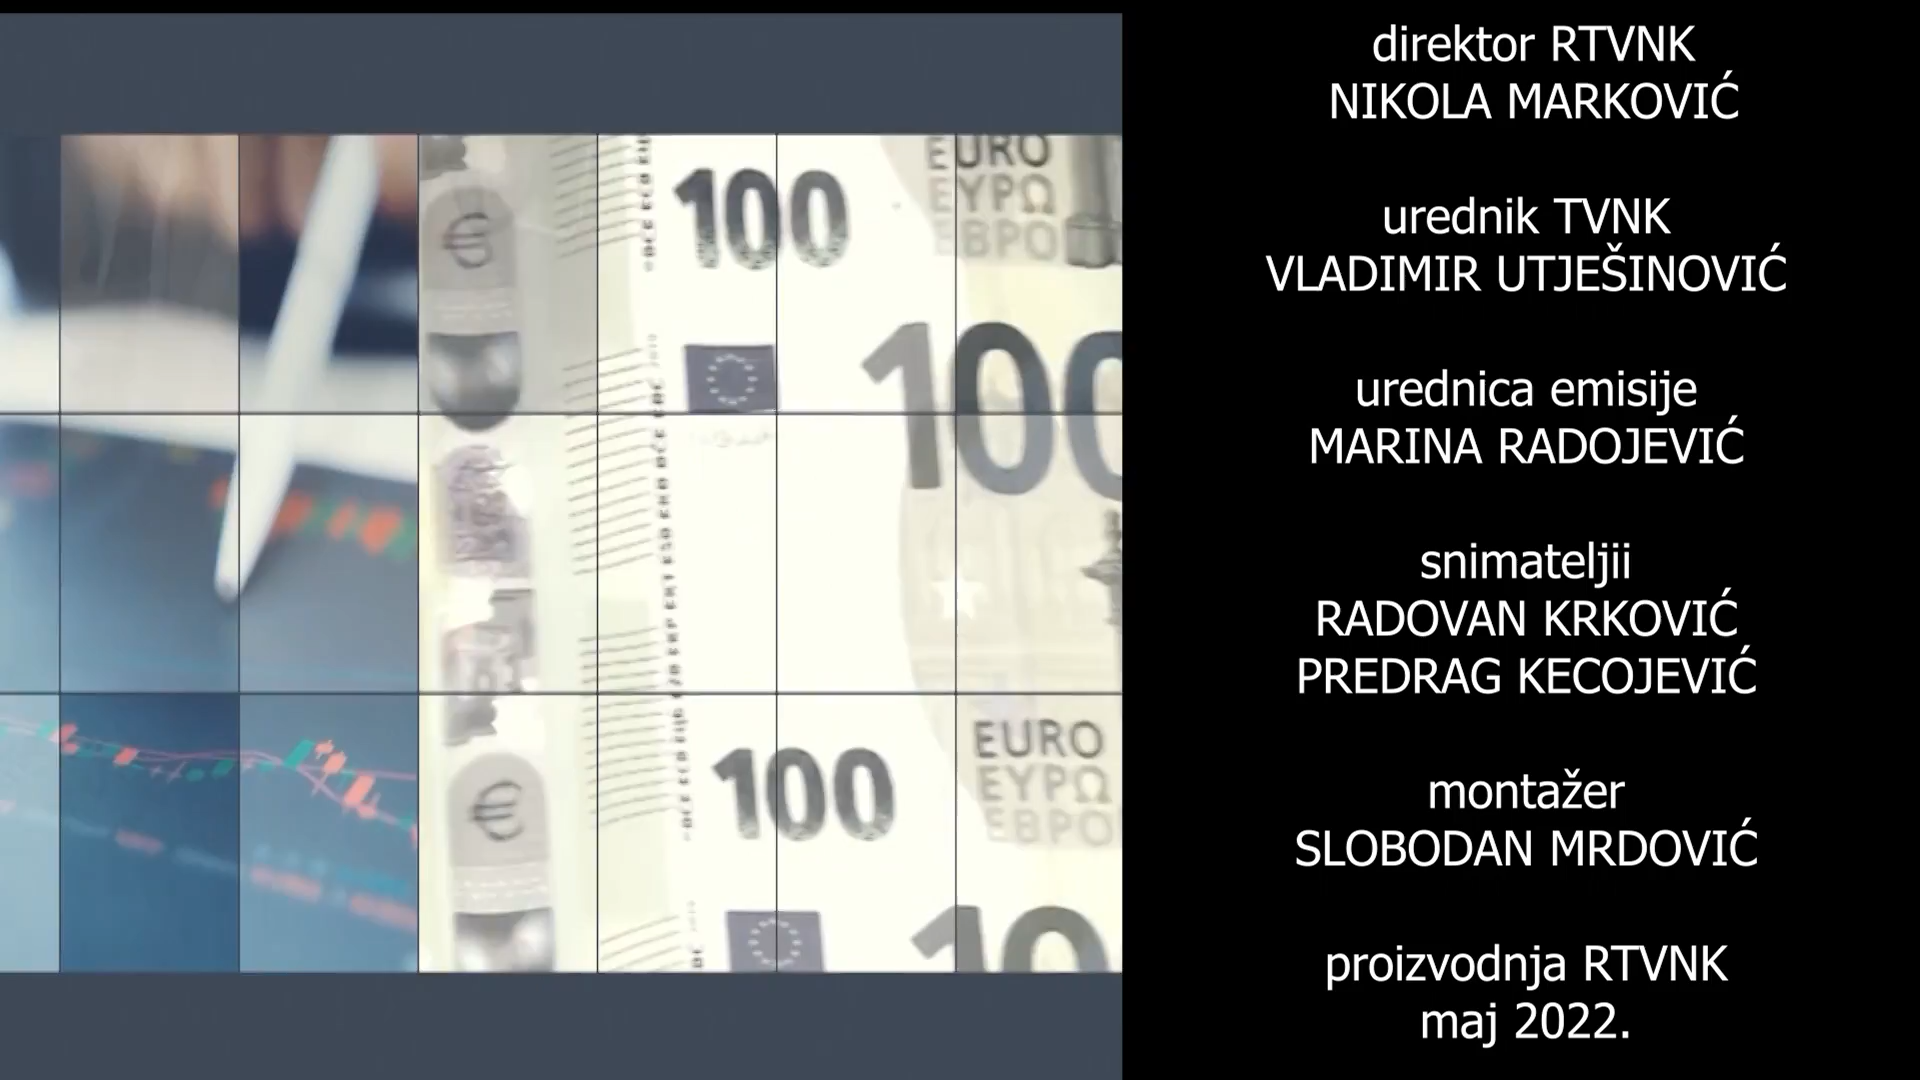 direktor RTVNK
NIKOLA MARKOVIĆ
urednik TVNK
VLADIMIR UTJEŠINOVIĆ
urednica emisije
MARINA RADOJEVIĆ
snimateljii
RADOVAN KRKOVIĆ
PREDRAG KECOJEVIĆ
montažer
SLOBODAN MRDOVIĆ
proizvodnja RTVNK
maj 2022.
100
EURO
ΕΥΡΩ
ЕВРО
100
100
EURO
ΕΥΡΩ
ЕВРО
100